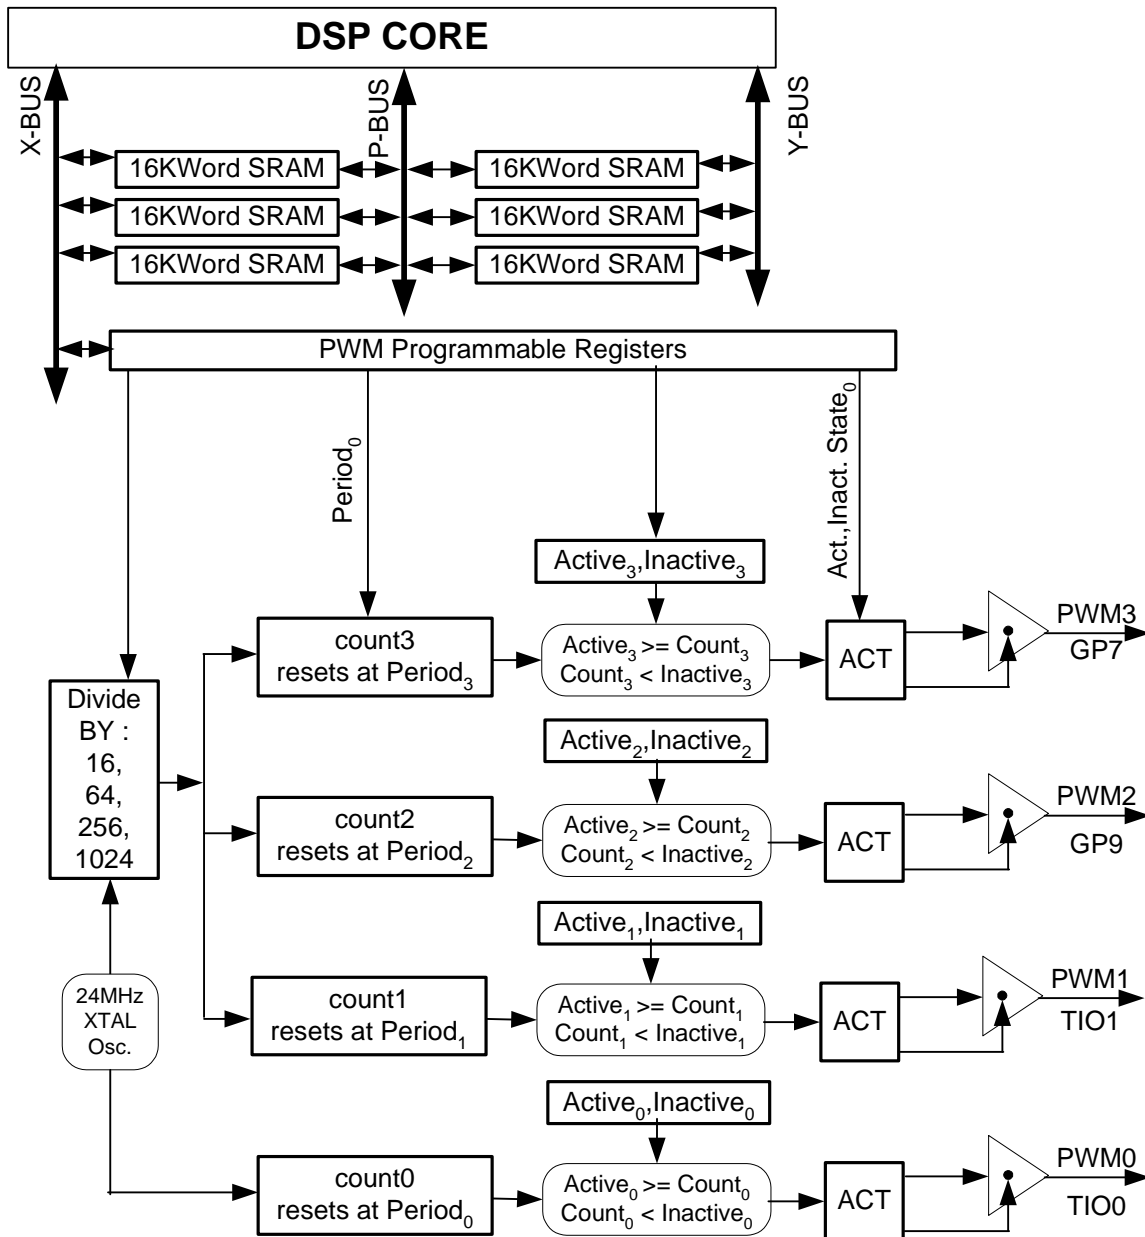 DSP CORE
X-BUS
P-BUS
Y-BUS
16KWord SRAM
16KWord SRAM
16KWord SRAM
16KWord SRAM
16KWord SRAM
16KWord SRAM
PWM Programmable Registers
Period₀
Act.,Inact. State₀
Active₃,Inactive₃
count3
resets at Period₃
Active₃ >= Count₃
Count₃ < Inactive₃
ACT
PWM3
GP7
Divide
BY :
16,
64,
256,
1024
Active₂,Inactive₂
count2
resets at Period₂
Active₂ >= Count₂
Count₂ < Inactive₂
ACT
PWM2
GP9
Active₁,Inactive₁
24MHz
XTAL
Osc.
count1
resets at Period₁
Active₁ >= Count₁
Count₁ < Inactive₁
ACT
PWM1
TIO1
Active₀,Inactive₀
count0
resets at Period₀
Active₀ >= Count₀
Count₀ < Inactive₀
ACT
PWM0
TIO0